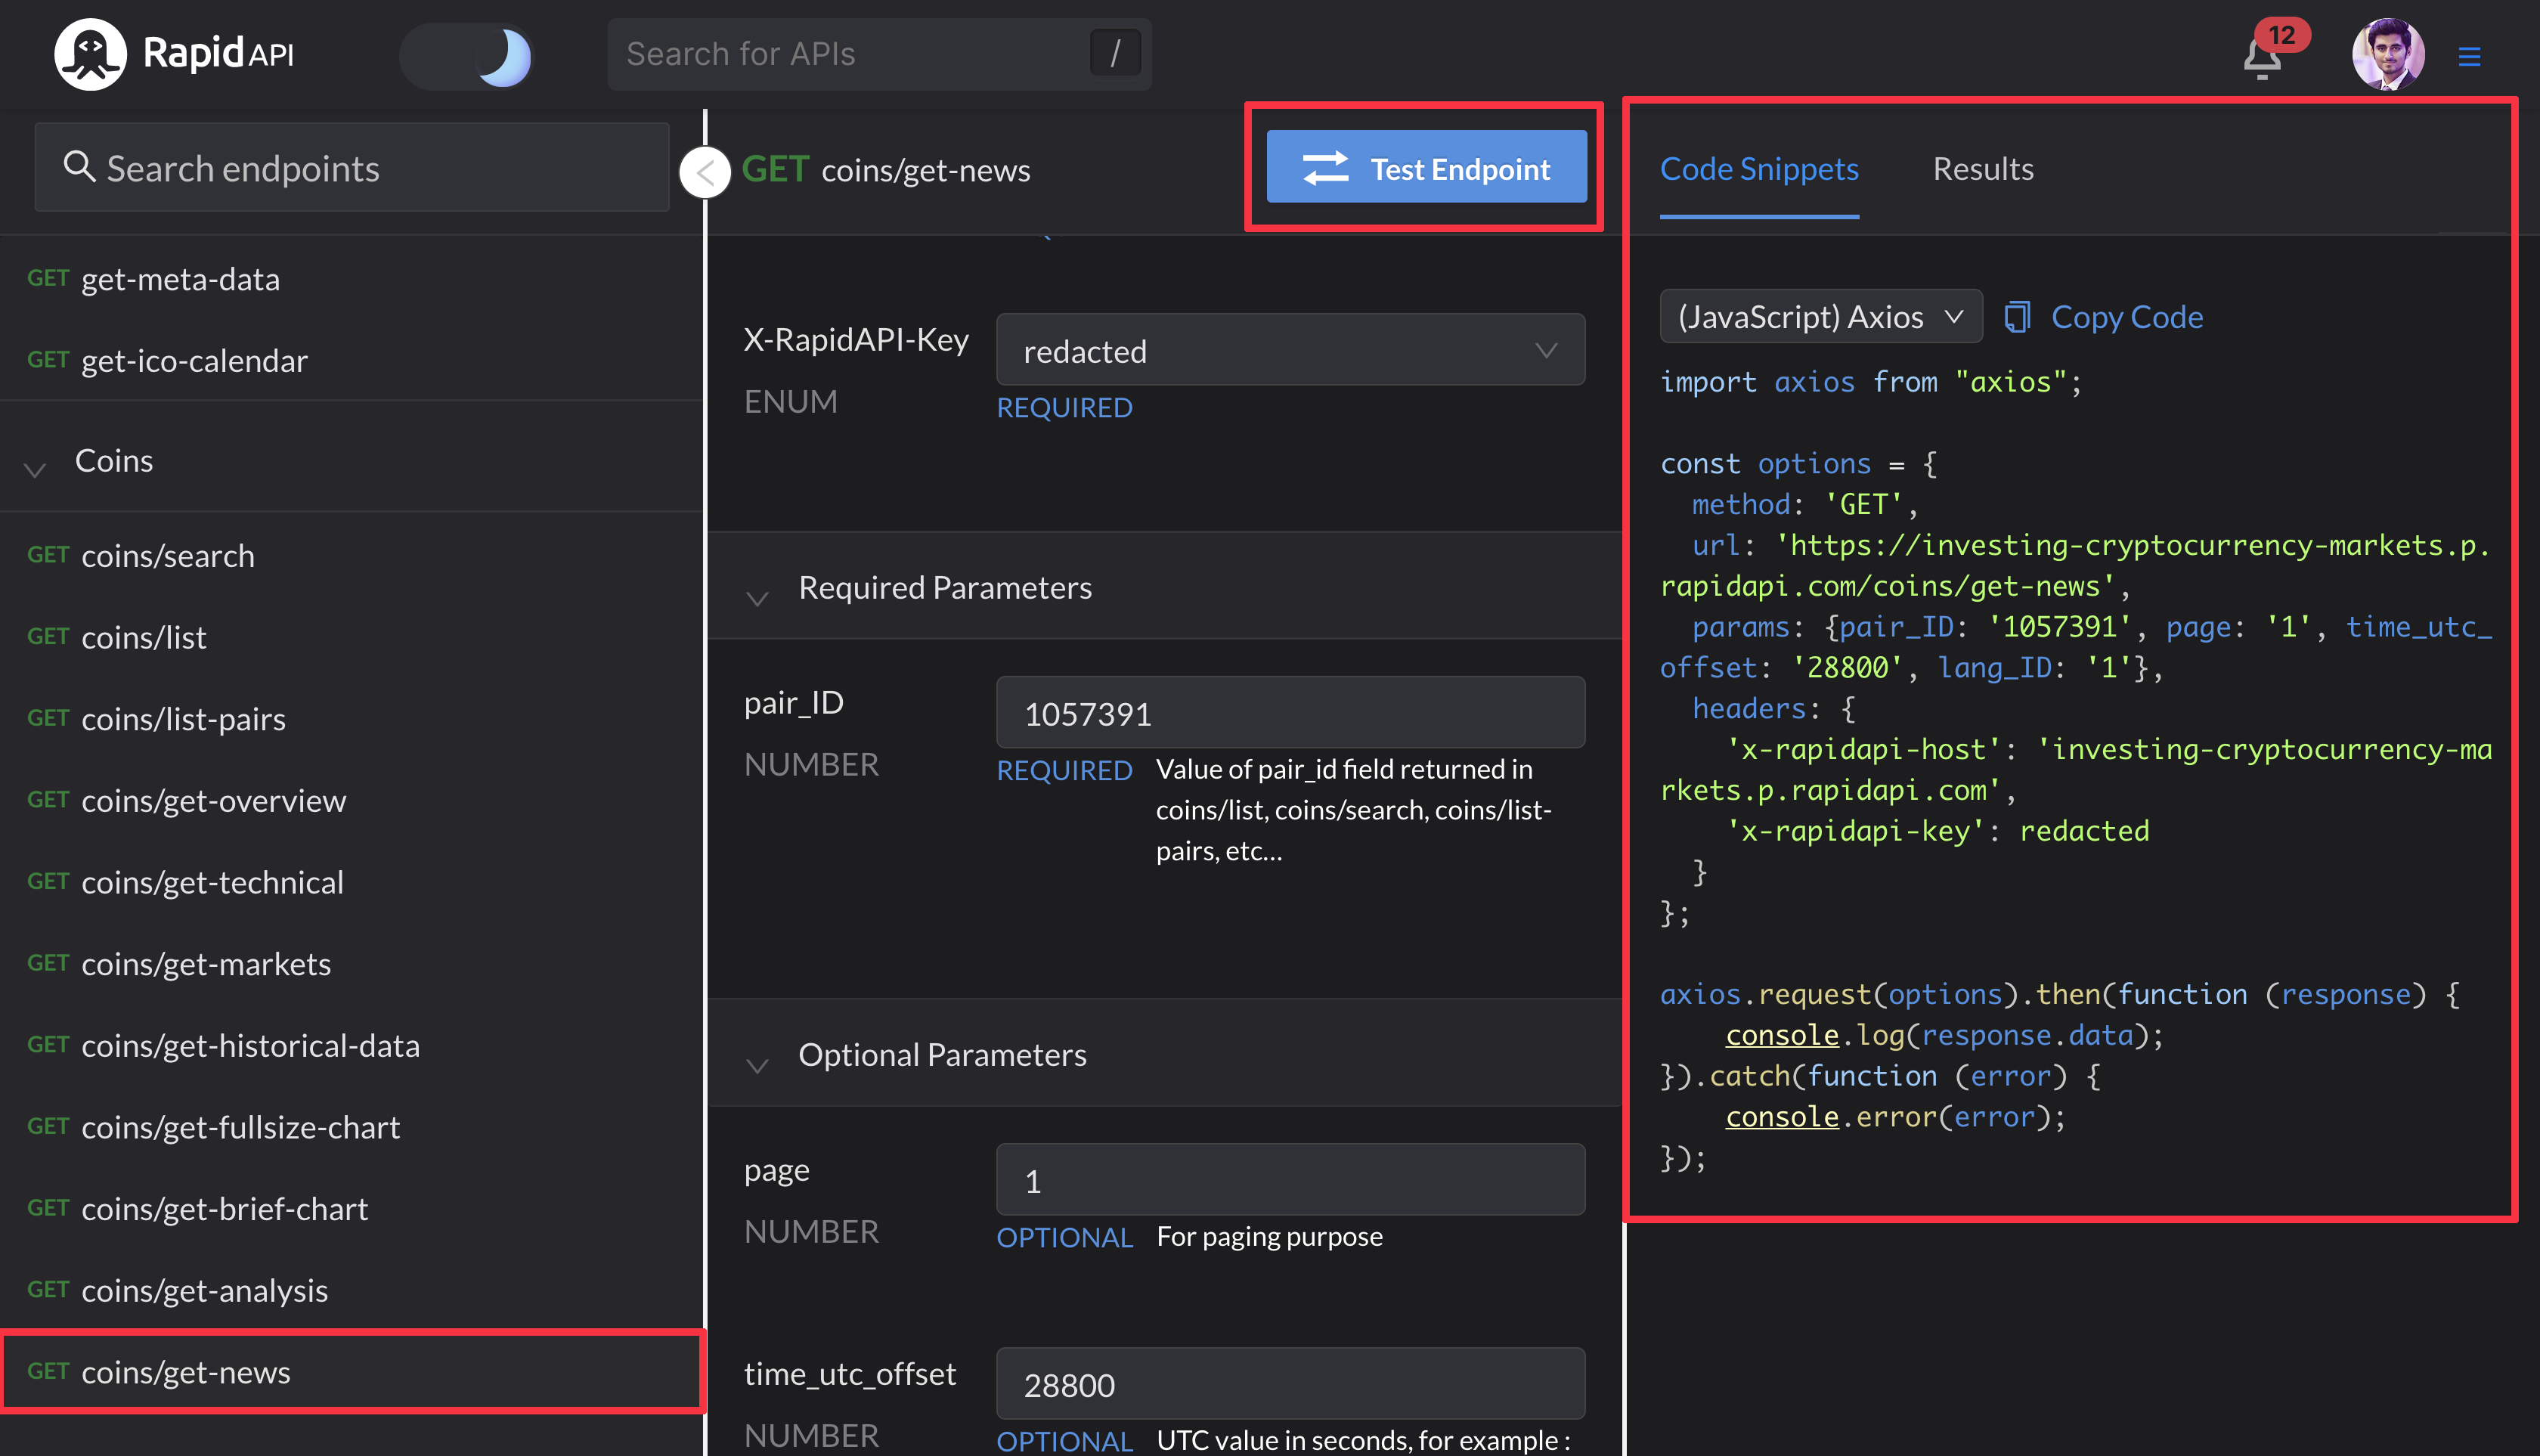 RapidAPI
Search for APIs
/
12
Search endpoints
GET get-meta-data
GET get-ico-calendar
Coins
GET coins/search
GET coins/list
GET coins/list-pairs
GET coins/get-overview
GET coins/get-technical
GET coins/get-markets
GET coins/get-historical-data
GET coins/get-fullsize-chart
GET coins/get-brief-chart
GET coins/get-analysis
GET coins/get-news
GET coins/get-news
Test Endpoint
X-RapidAPI-Key
redacted
ENUM
REQUIRED
Required Parameters
pair_ID
1057391
NUMBER
REQUIRED
Value of pair_id field returned in
coins/list, coins/search, coins/list-
pairs, etc...
Optional Parameters
page
1
NUMBER
OPTIONAL
For paging purpose
time_utc_offset
28800
NUMBER
OPTIONAL
UTC value in seconds, for example :
Code Snippets
Results
(JavaScript) Axios
Copy Code
import axios from "axios";
const options = {
method: 'GET',
url: 'https://investing-cryptocurrency-markets.p.
rapidapi.com/coins/get-news',
params: {pair_ID: '1057391', page: '1', time_utc_
offset: '28800', lang_ID: '1'},
headers: {
'x-rapidapi-host': 'investing-cryptocurrency-ma
rkets.p.rapidapi.com',
'x-rapidapi-key': redacted
}
};
axios.request(options).then(function (response) {
console.log(response.data);
}).catch(function (error) {
console.error(error);
});